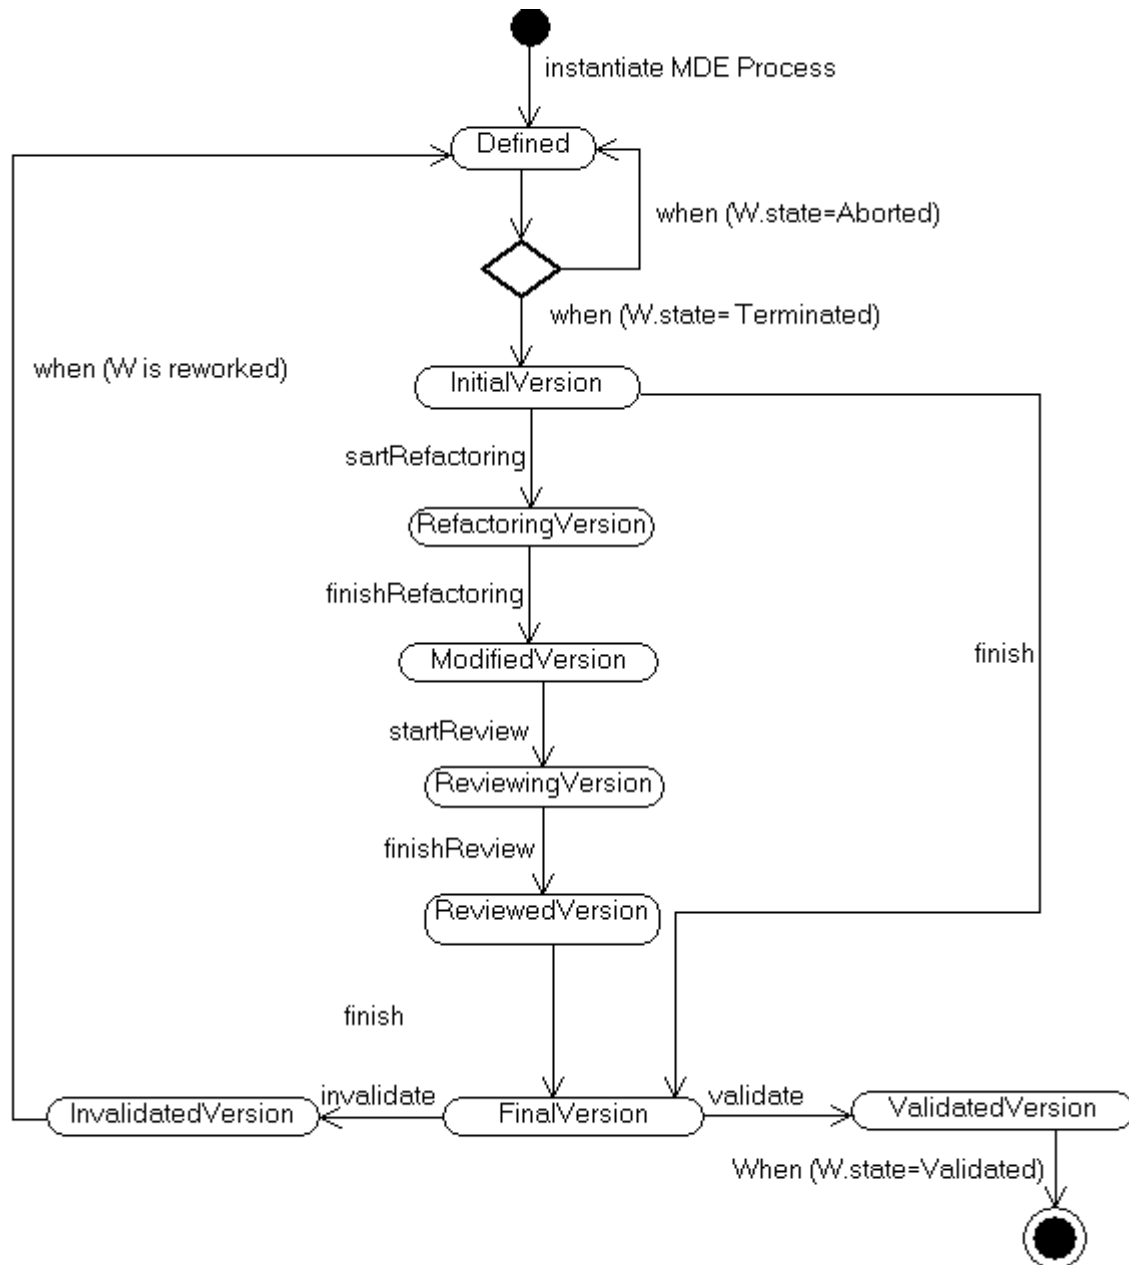 instantiate MDE Process
Defined
when (W.state=Aborted)
when (W.state= Terminated)
when (W is reworked)
InitialVersion
sartRefactoring
RefactoringVersion
finishRefactoring
ModifiedVersion
finish
startReview
ReviewingVersion
finishReview
ReviewedVersion
finish
invalidate
validate
InvalidatedVersion
FinalVersion
ValidatedVersion
When (W.state=Validated)